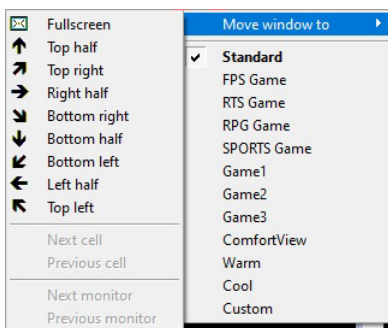 Fullscreen
Top half
Top right
Right half
Bottom right
Bottom half
Bottom left
Left half
Top left
Next cell
Previous cell
Next monitor
Previous monitor
Move window to
Standard
FPS Game
RTS Game
RPG Game
SPORTS Game
Game1
Game2
Game3
ComfortView
Warm
Cool
Custom